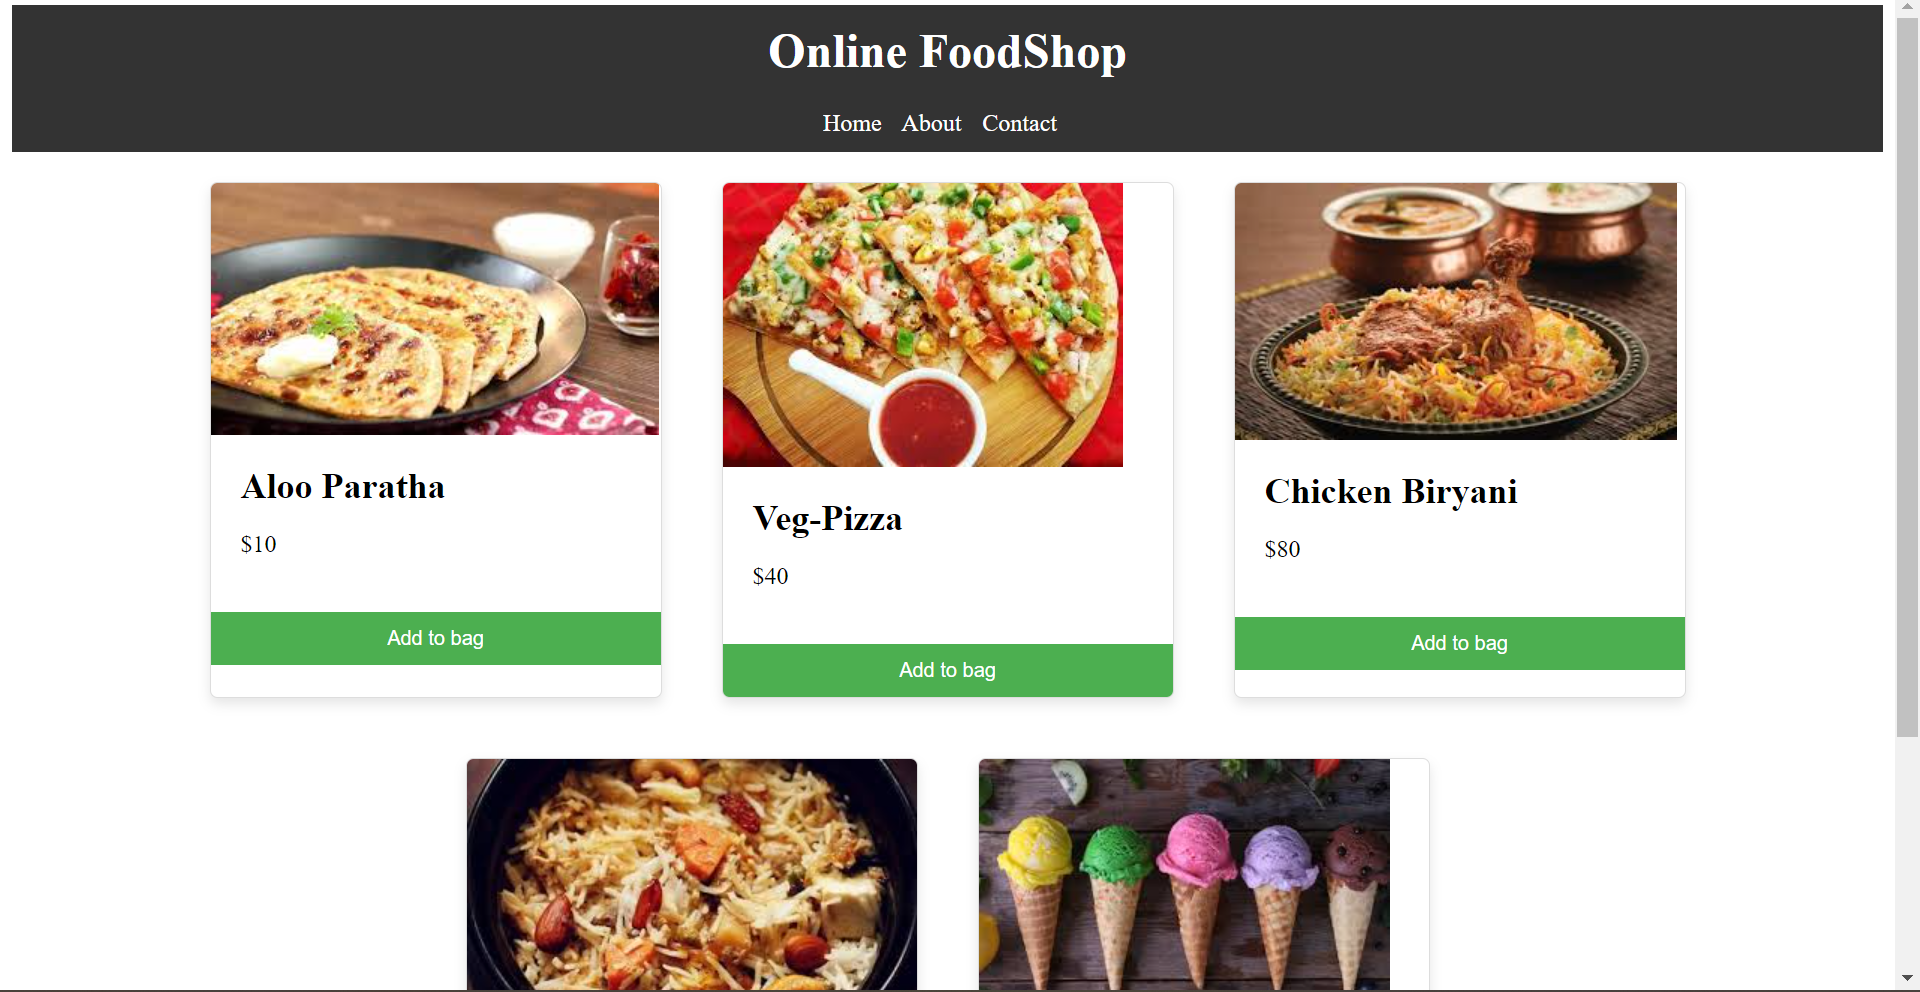 Online FoodShop
Home About Contact
Aloo Paratha
$10
Add to bag
Veg-Pizza
$40
Add to bag
Chicken Biryani
$80
Add to bag